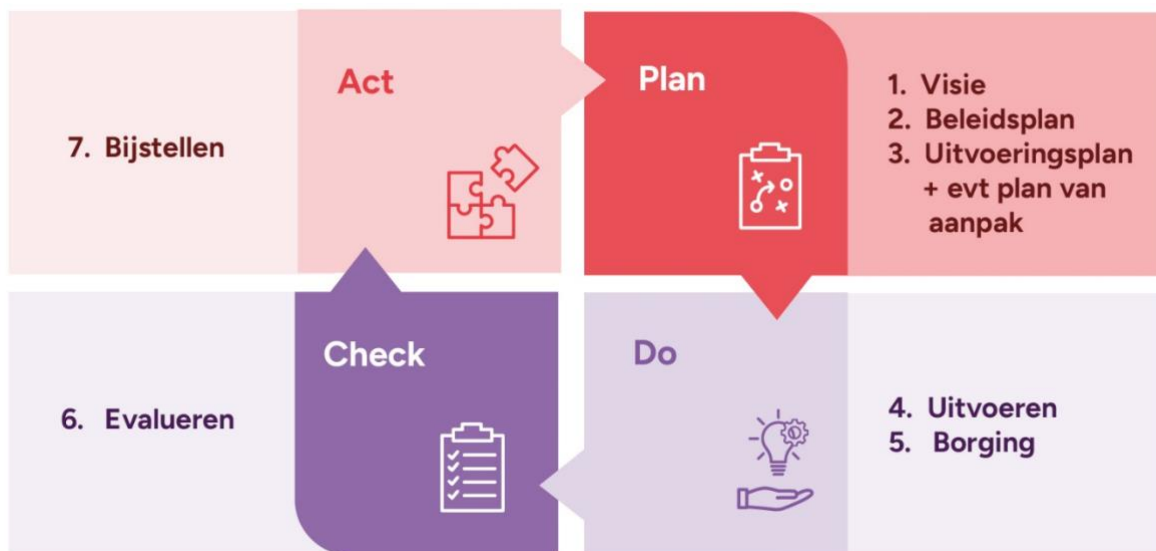 Act
7. Bijstellen
Plan
1. Visie
2. Beleidsplan
3. Uitvoeringsplan
+ evt plan van
aanpak
Check
6. Evalueren
Do
4. Uitvoeren
5. Borging